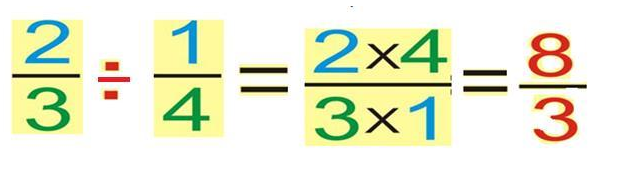 2/3 ÷ 1/4 = 2×4/3×1 = 8/3